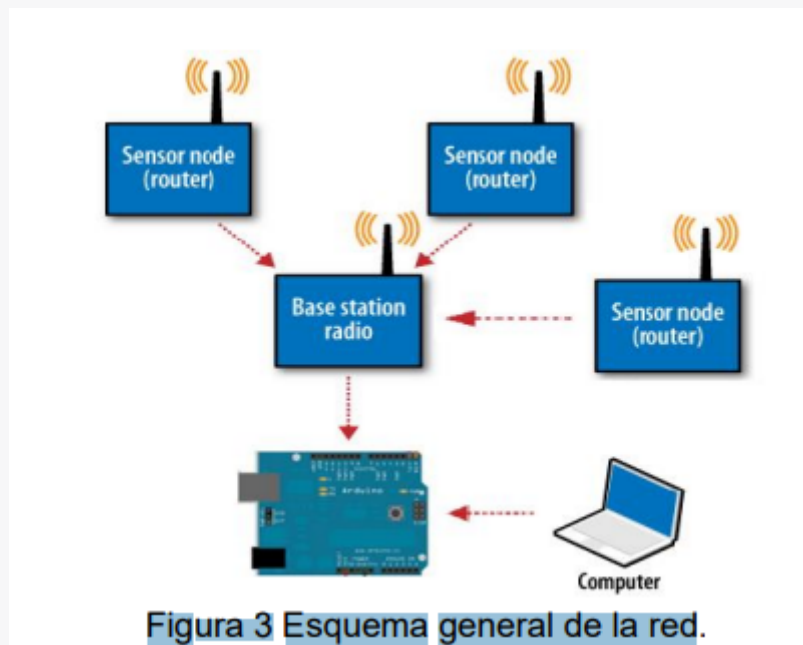 Sensor node
(router)
Sensor node
(router)
Base station
radio
Sensor node
(router)
Arduino
Computer
Figura 3 Esquema general de la red.